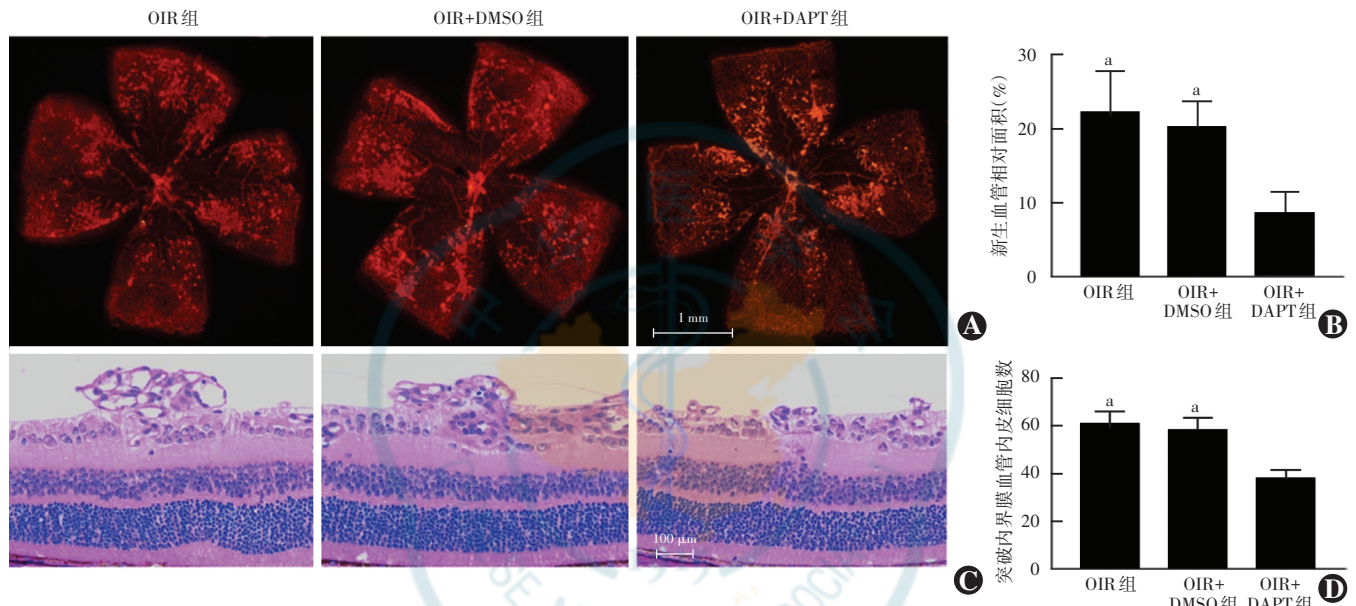 OIR组
OIR+DMSO组
OIR+DAPT组
1 mm
A
新生血管相对面积(%)
30
20
10
0
a
a
OIR组
OIR+
DMSO组
OIR+
DAPT组
B
100 μm
C
突破内界膜血管内皮细胞数
80
60
40
20
0
a
a
OIR组
OIR+
DMSO组
OIR+
DAPT组
D